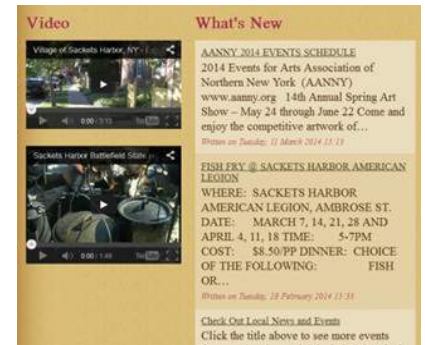 Video
Village of Sackets Harbor, NY -
0:00 / 3:13
YouTube
Sackets Harbor Battlefield State
0:00 / 1:48
YouTube
What's New
AANNY 2014 EVENTS SCHEDULE
2014 Events for Arts Association of
Northern New York (AANNY)
www.aanny.org 14th Annual Spring Art
Show – May 24 through June 22 Come and
enjoy the competitive artwork of…
Written on Tuesday, 11 March 2014 13:13
FISH FRY @ SACKETS HARBOR AMERICAN
LEGION
WHERE: SACKETS HARBOR
AMERICAN LEGION, AMBROSE ST.
DATE: MARCH 7, 14, 21, 28 AND
APRIL 4, 11, 18 TIME: 5-7PM
COST: $8.50/PP DINNER: CHOICE
OF THE FOLLOWING: FISH
OR…
Written on Tuesday, 18 February 2014 13:38
Check Out Local News and Events
Click the title above to see more events